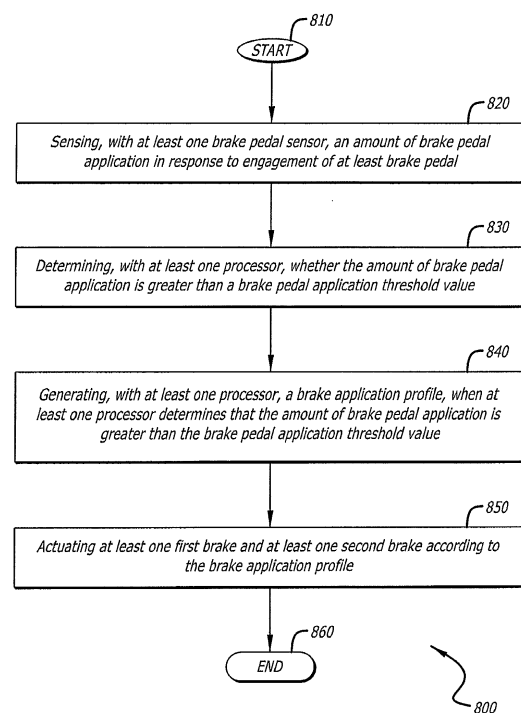 810
START
820
Sensing, with at least one brake pedal sensor, an amount of brake pedal
application in response to engagement of at least brake pedal
830
Determining, with at least one processor, whether the amount of brake pedal
application is greater than a brake pedal application threshold value
840
Generating, with at least one processor, a brake application profile, when at
least one processor determines that the amount of brake pedal application is
greater than the brake pedal application threshold value
850
Actuating at least one first brake and at least one second brake according to
the brake application profile
860
END
800